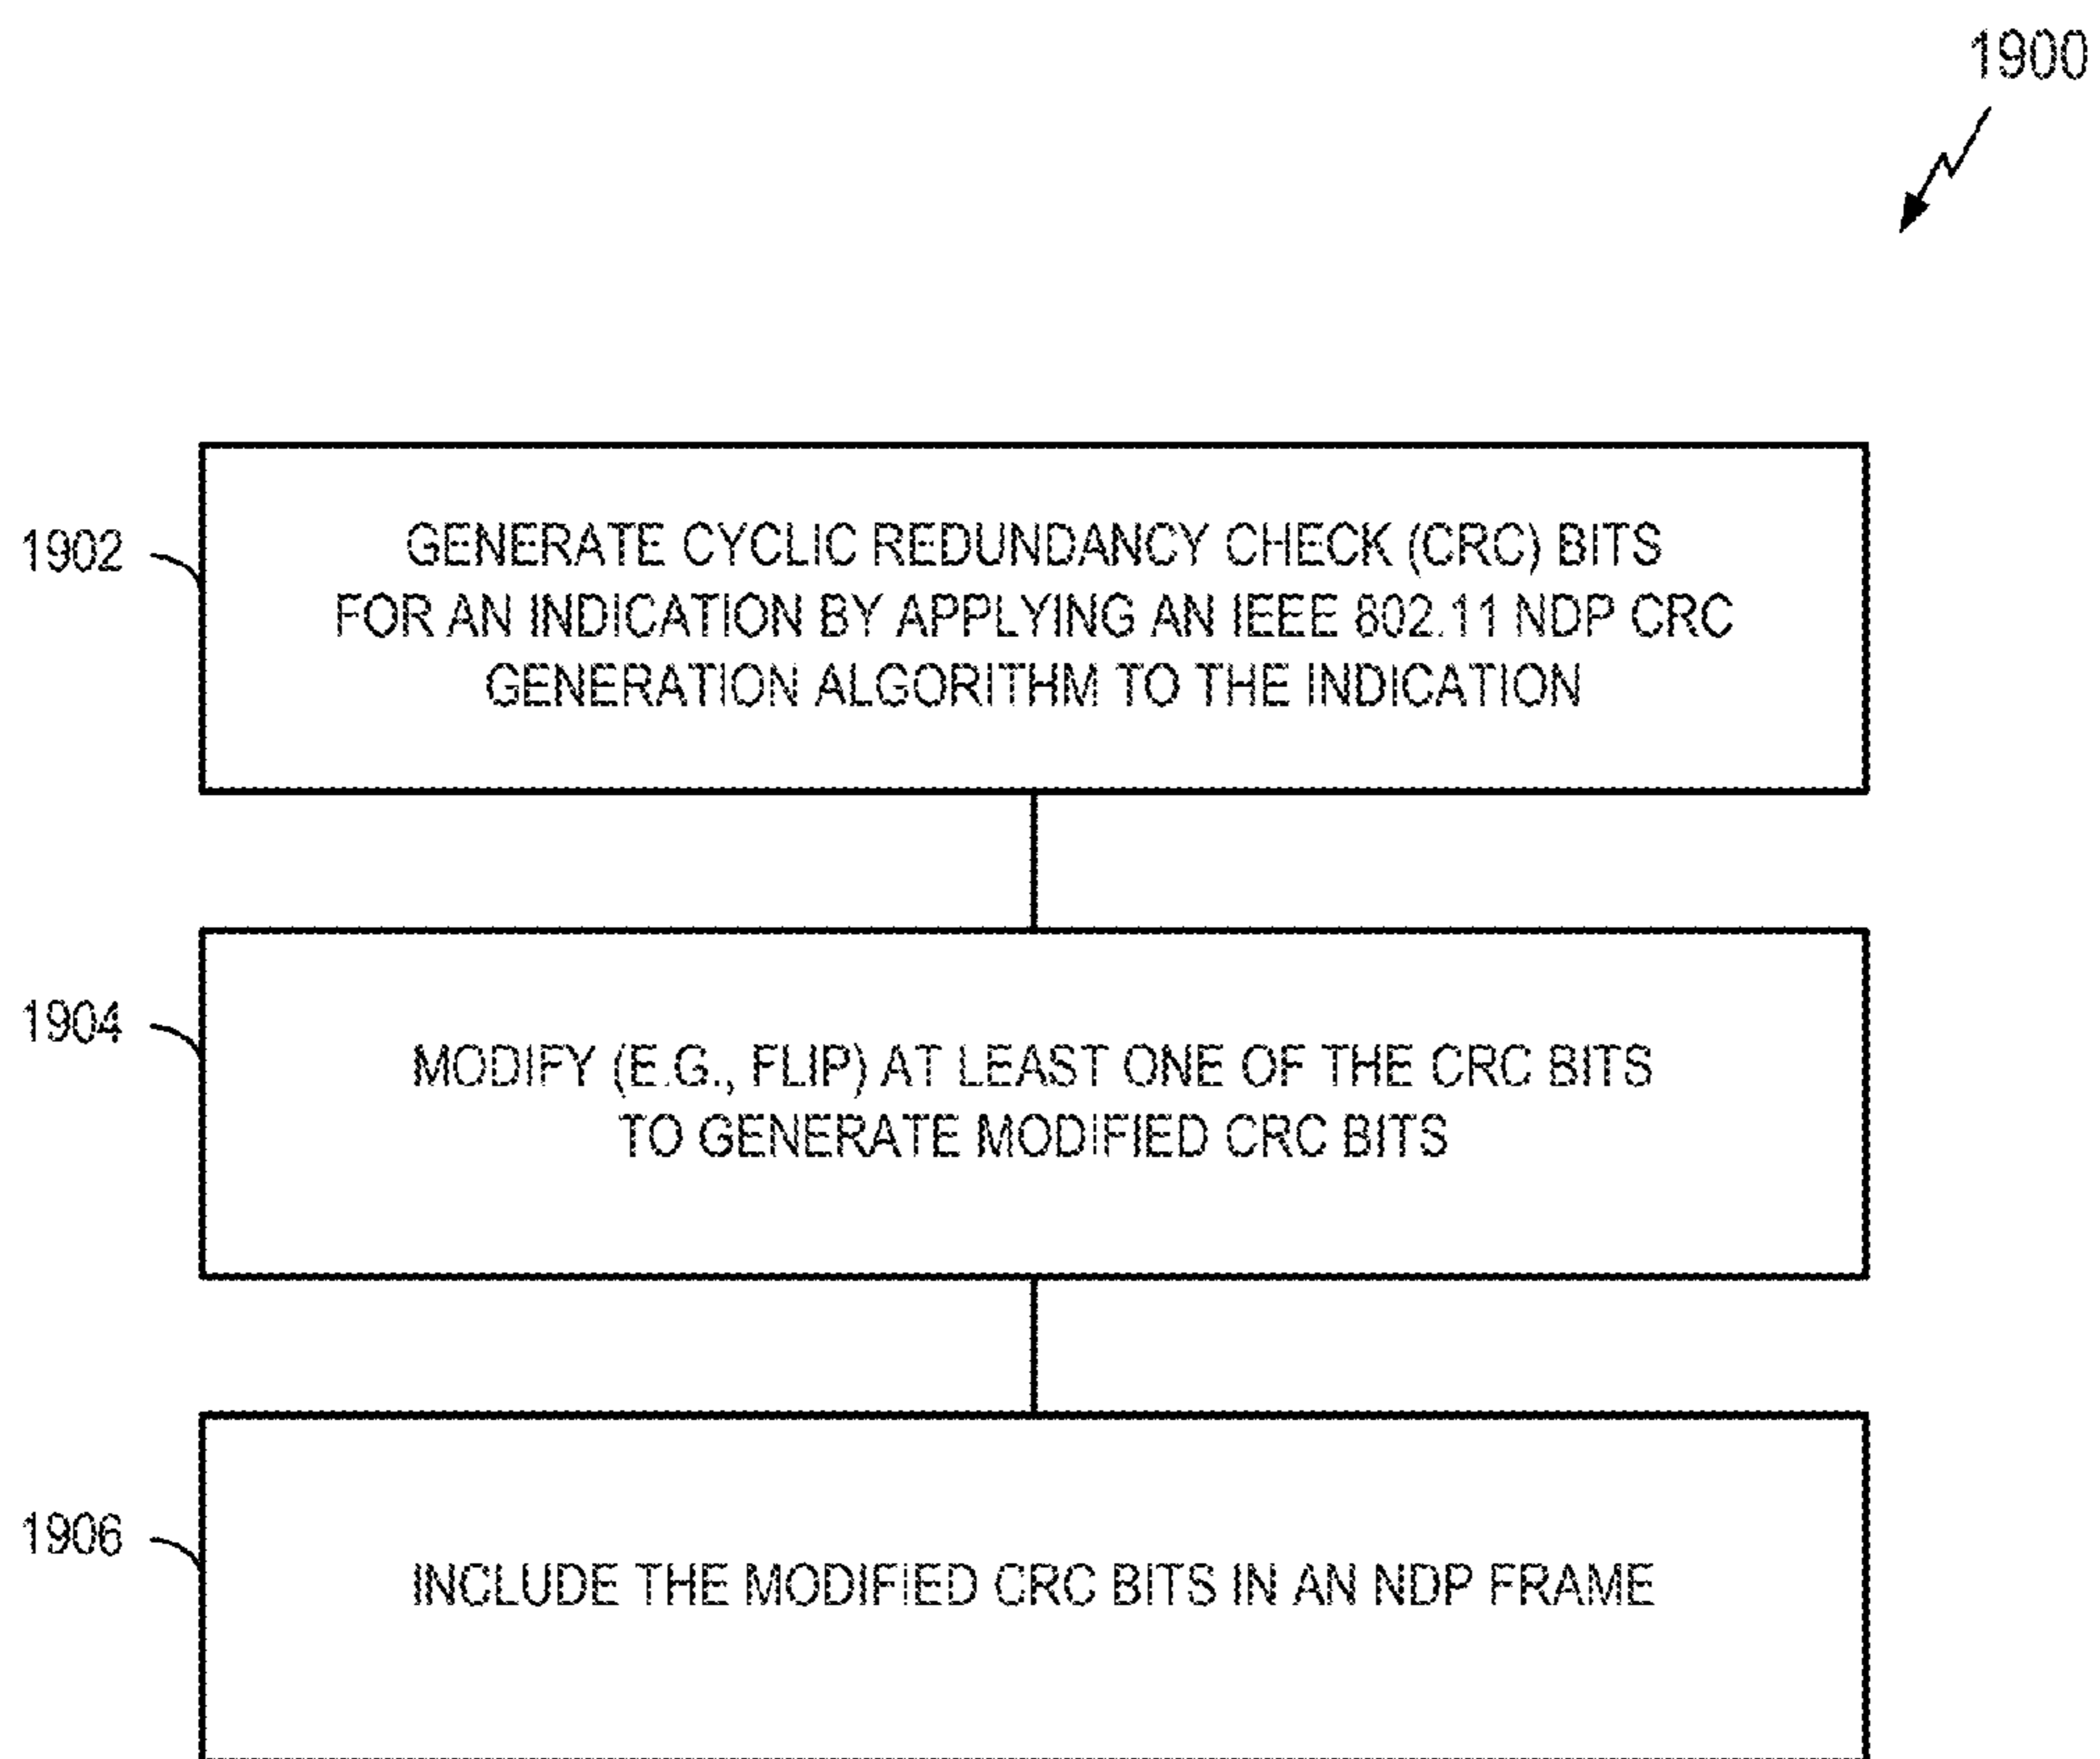 1900
1902
GENERATE CYCLIC REDUNDANCY CHECK (CRC) BITS
FOR AN INDICATION BY APPLYING AN IEEE 802.11 NDP CRC
GENERATION ALGORITHM TO THE INDICATION
1904
MODIFY (E.G., FLIP) AT LEAST ONE OF THE CRC BITS
TO GENERATE MODIFIED CRC BITS
1906
INCLUDE THE MODIFIED CRC BITS IN AN NDP FRAME